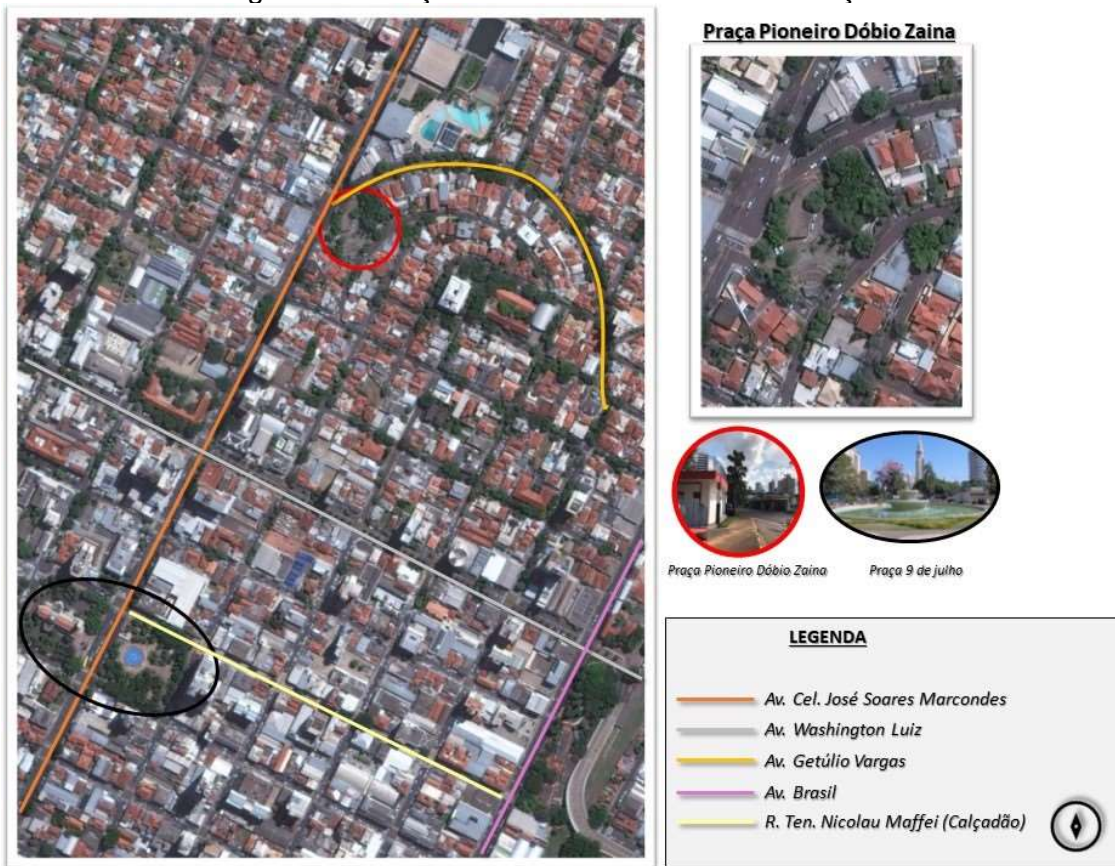 Praça Pioneiro Dóbio Zaina
Praça Pioneiro Dóbio Zaina
Praça 9 de julho
LEGENDA
Av. Cel. José Soares Marcondes
Av. Washington Luiz
Av. Getúlio Vargas
Av. Brasil
R. Ten. Nicolau Maffei (Calçadão)